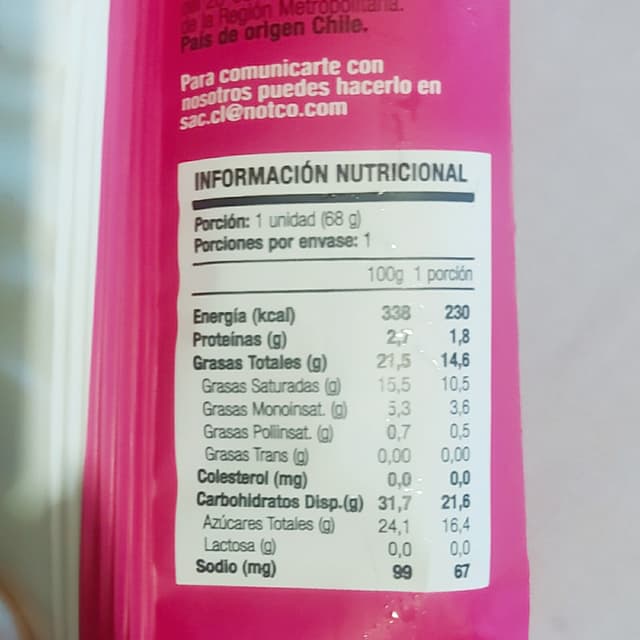 de la Región Metropolitana.
País de origen Chile.
Para comunicarte con
nosotros puedes hacerlo en
sac.cl@notco.com
INFORMACIÓN NUTRICIONAL
Porción: 1 unidad (68 g)
Porciones por envase: 1
100g 1 porción
Energía (kcal) 338 230
Proteínas (g) 2,7 1,8
Grasas Totales (g) 21,5 14,6
Grasas Saturadas (g) 15,5 10,5
Grasas Monoinsat. (g) 5,3 3,6
Grasas Poliinsat. (g) 0,7 0,5
Grasas Trans (g) 0,00 0,00
Colesterol (mg) 0,0 0,0
Carbohidratos Disp.(g) 31,7 21,6
Azúcares Totales (g) 24,1 16,4
Lactosa (g) 0,0 0,0
Sodio (mg) 99 67